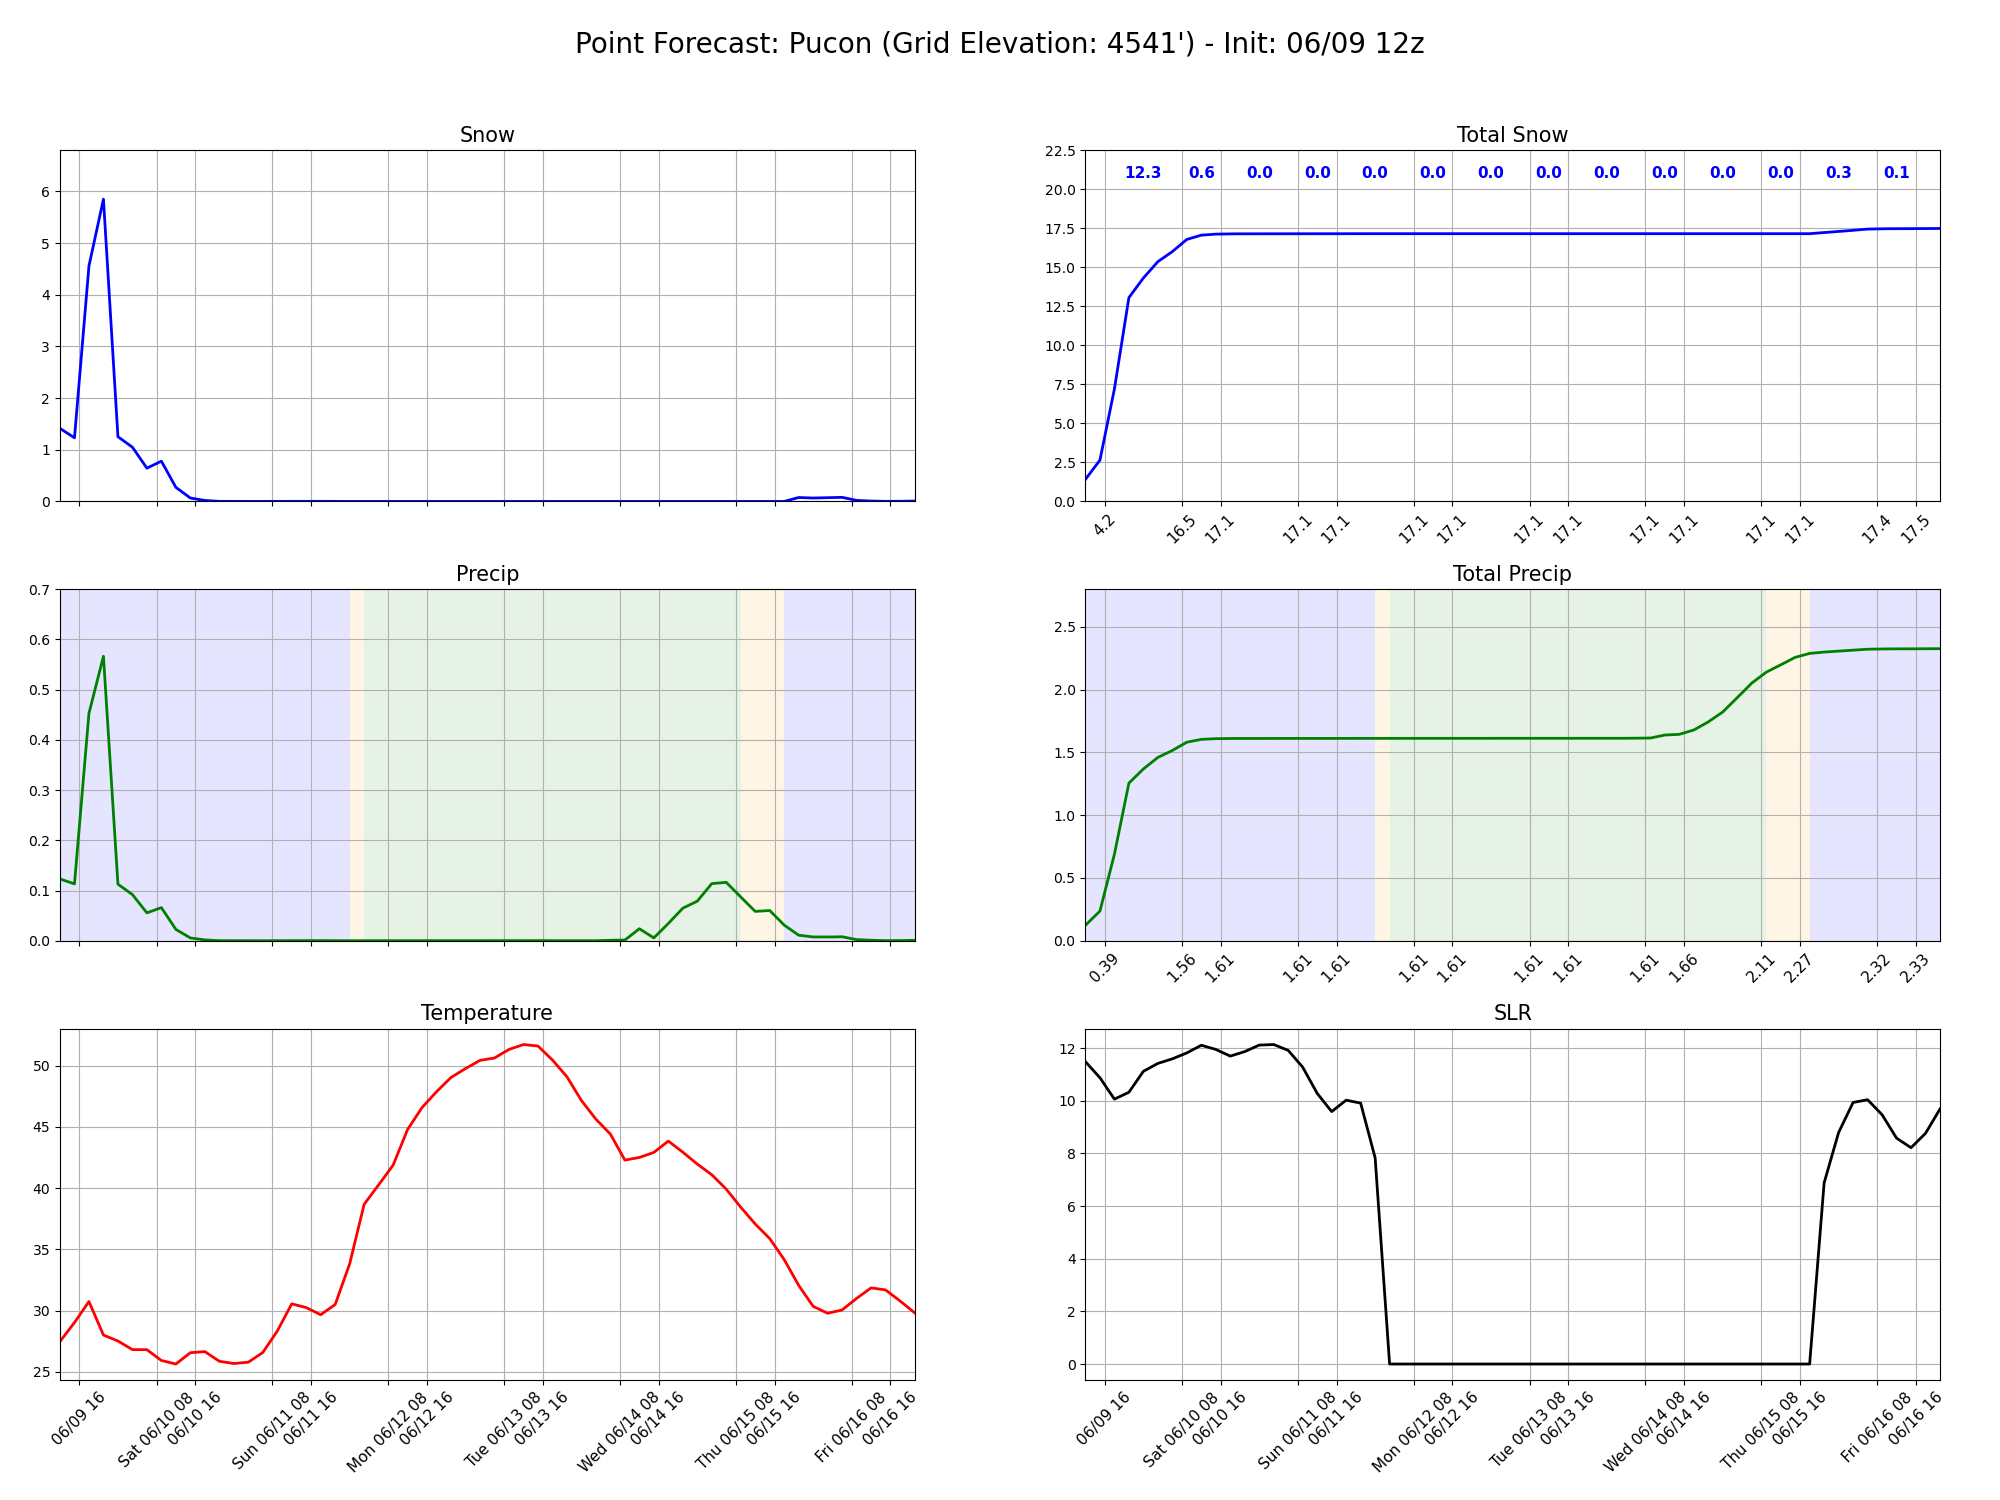 Point Forecast: Pucon (Grid Elevation: 4541') - Init: 06/09 12z
Snow
6
5
4
3
2
1
0
Total Snow
22.5
20.0
17.5
15.0
12.5
10.0
7.5
5.0
2.5
0.0
12.3 0.6 0.0 0.0 0.0 0.0 0.0 0.0 0.0 0.0 0.0 0.0 0.3 0.1
4.2 16.5 17.1 17.1 17.1 17.1 17.1 17.1 17.1 17.1 17.1 17.1 17.1 17.4 17.5
Precip
0.7
0.6
0.5
0.4
0.3
0.2
0.1
0.0
Total Precip
2.5
2.0
1.5
1.0
0.5
0.0
0.39 1.56 1.61 1.61 1.61 1.61 1.61 1.61 1.61 1.61 1.66 2.11 2.27 2.32 2.33
Temperature
50
45
40
35
30
25
06/09 16
Sat 06/10 08
06/10 16
Sun 06/11 08
06/11 16
Mon 06/12 08
06/12 16
Tue 06/13 08
06/13 16
Wed 06/14 08
06/14 16
Thu 06/15 08
06/15 16
Fri 06/16 08
06/16 16
SLR
12
10
8
6
4
2
0
06/09 16
Sat 06/10 08
06/10 16
Sun 06/11 08
06/11 16
Mon 06/12 08
06/12 16
Tue 06/13 08
06/13 16
Wed 06/14 08
06/14 16
Thu 06/15 08
06/15 16
Fri 06/16 08
06/16 16